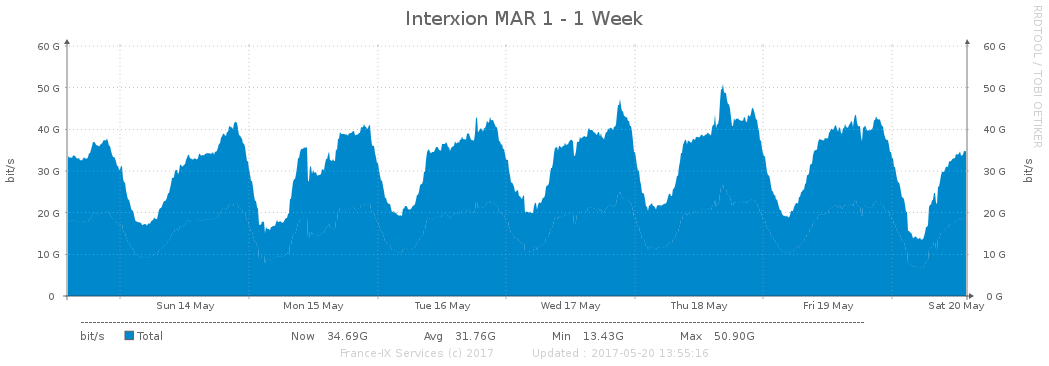 Interxion MAR 1 - 1 Week
RRDTOOL / TOBI OETIKER
60 G 60 G
50 G 50 G
40 G 40 G
30 G 30 G
20 G 20 G
10 G 10 G
0 0 G
bit/s
bit/s
Sun 14 May Mon 15 May Tue 16 May Wed 17 May Thu 18 May Fri 19 May Sat 20 May
bit/s Total Now 34.69G Avg 31.76G Min 13.43G Max 50.90G
France-IX Services (c) 2017 Updated : 2017-05-20 13:55:16